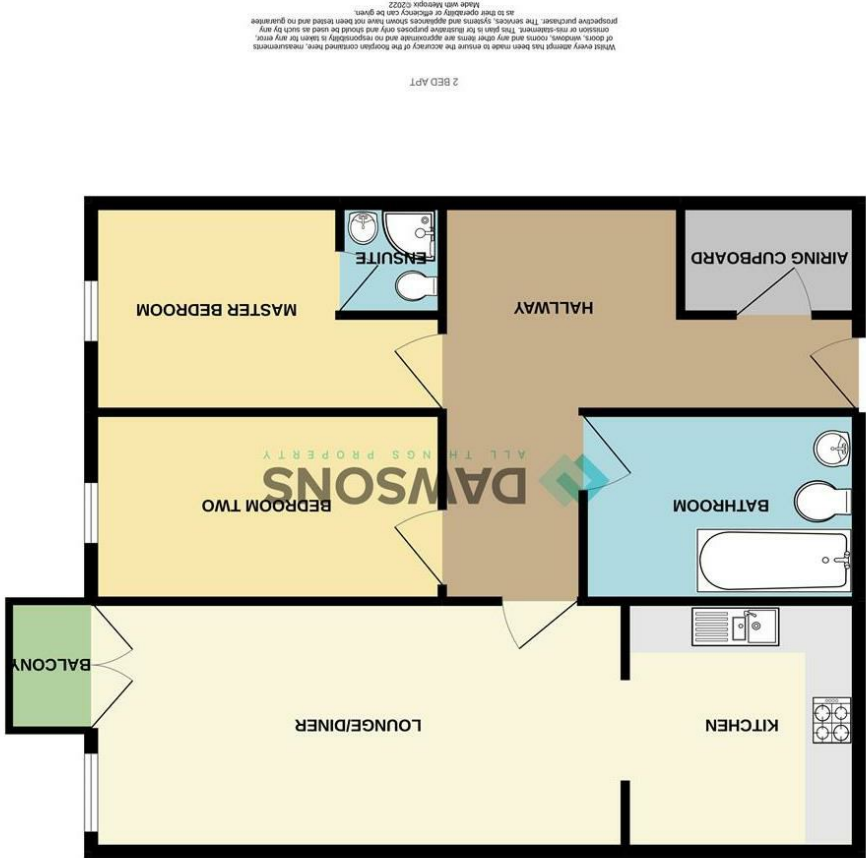 KITCHEN
LOUNGE/DINER
BALCONY
BATHROOM
BEDROOM TWO
DAWSONS
ALL THINGS PROPERTY
HALLWAY
MASTER BEDROOM
AIRING CUPBOARD
ENSUITE
2 BED APT
Whilst every attempt has been made to ensure the accuracy of the floorplan contained here, measurements
of doors, windows, rooms and any other items are approximate and no responsibility is taken for any error,
omission or mis-statement. This plan is for illustrative purposes only and should be used as such by any
prospective purchaser. The services, systems and appliances shown have not been tested and no guarantee
as to their operability or efficiency can be given.
Made with Metropix ©2022